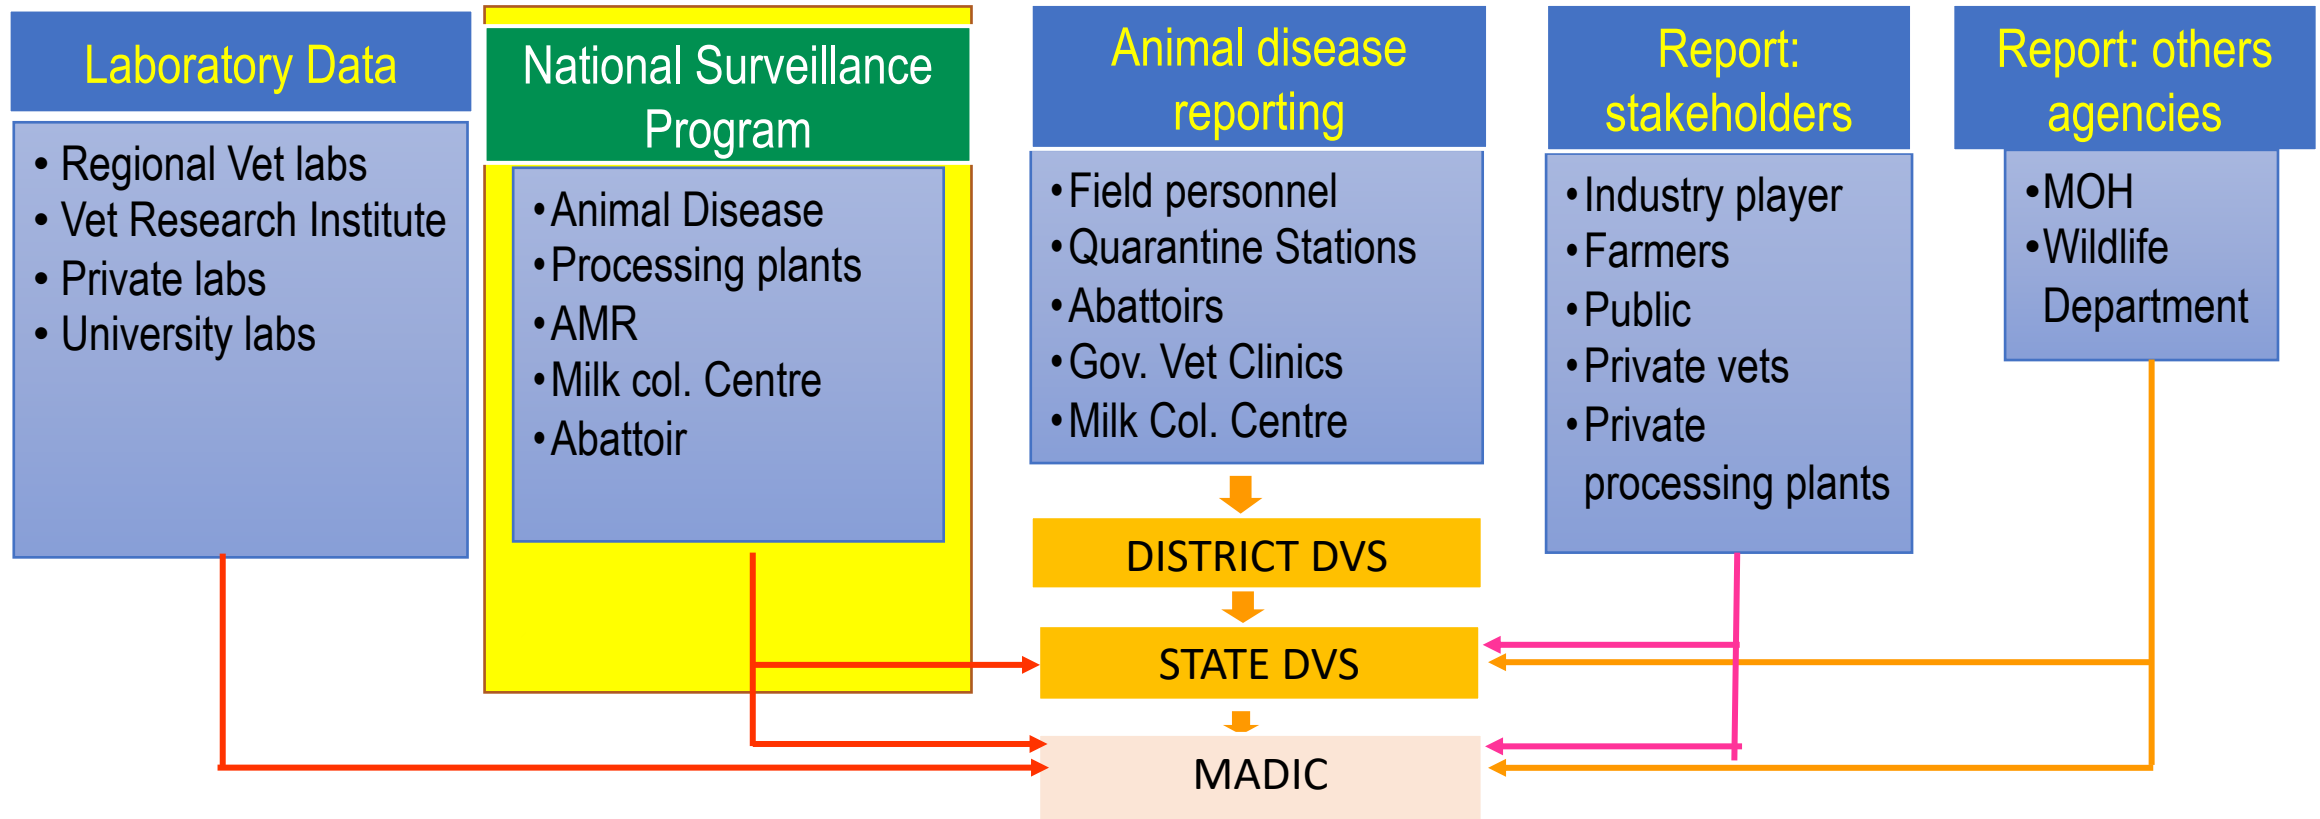 Laboratory Data
• Regional Vet labs
• Vet Research Institute
• Private labs
• University labs
National Surveillance
Program
•Animal Disease
•Processing plants
•AMR
•Milk col. Centre
•Abattoir
Animal disease
reporting
•Field personnel
•Quarantine Stations
•Abattoirs
•Gov. Vet Clinics
•Milk Col. Centre
DISTRICT DVS
STATE DVS
MADIC
Report:
stakeholders
•Industry player
•Farmers
•Public
•Private vets
•Private
processing plants
Report: others
agencies
•MOH
•Wildlife
Department